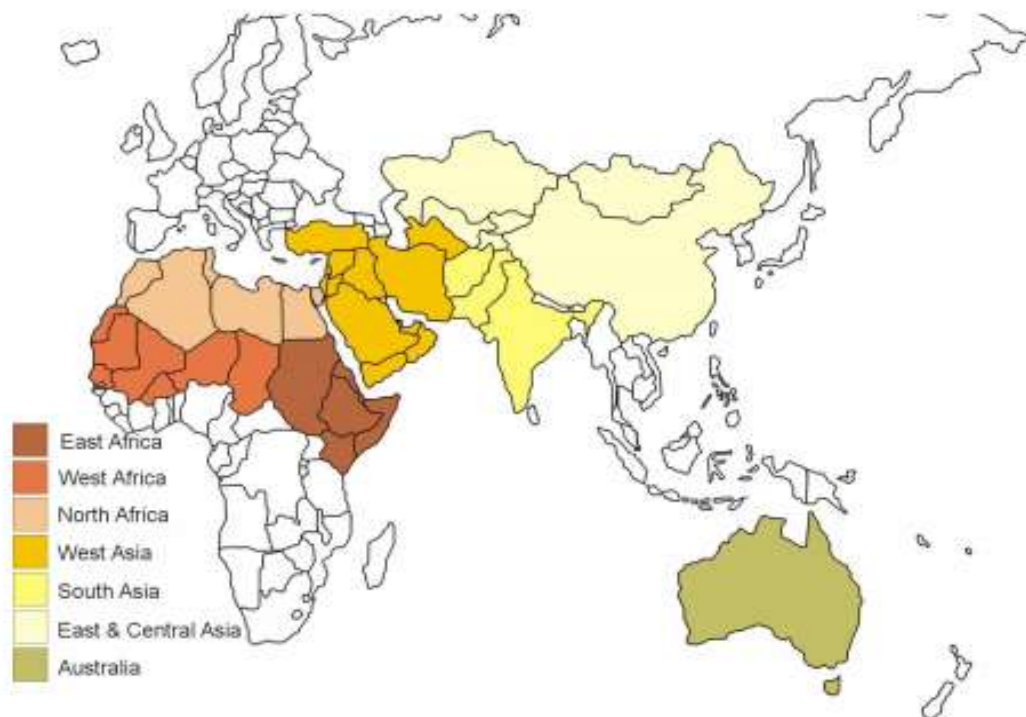 East Africa
West Africa
North Africa
West Asia
South Asia
East & Central Asia
Australia